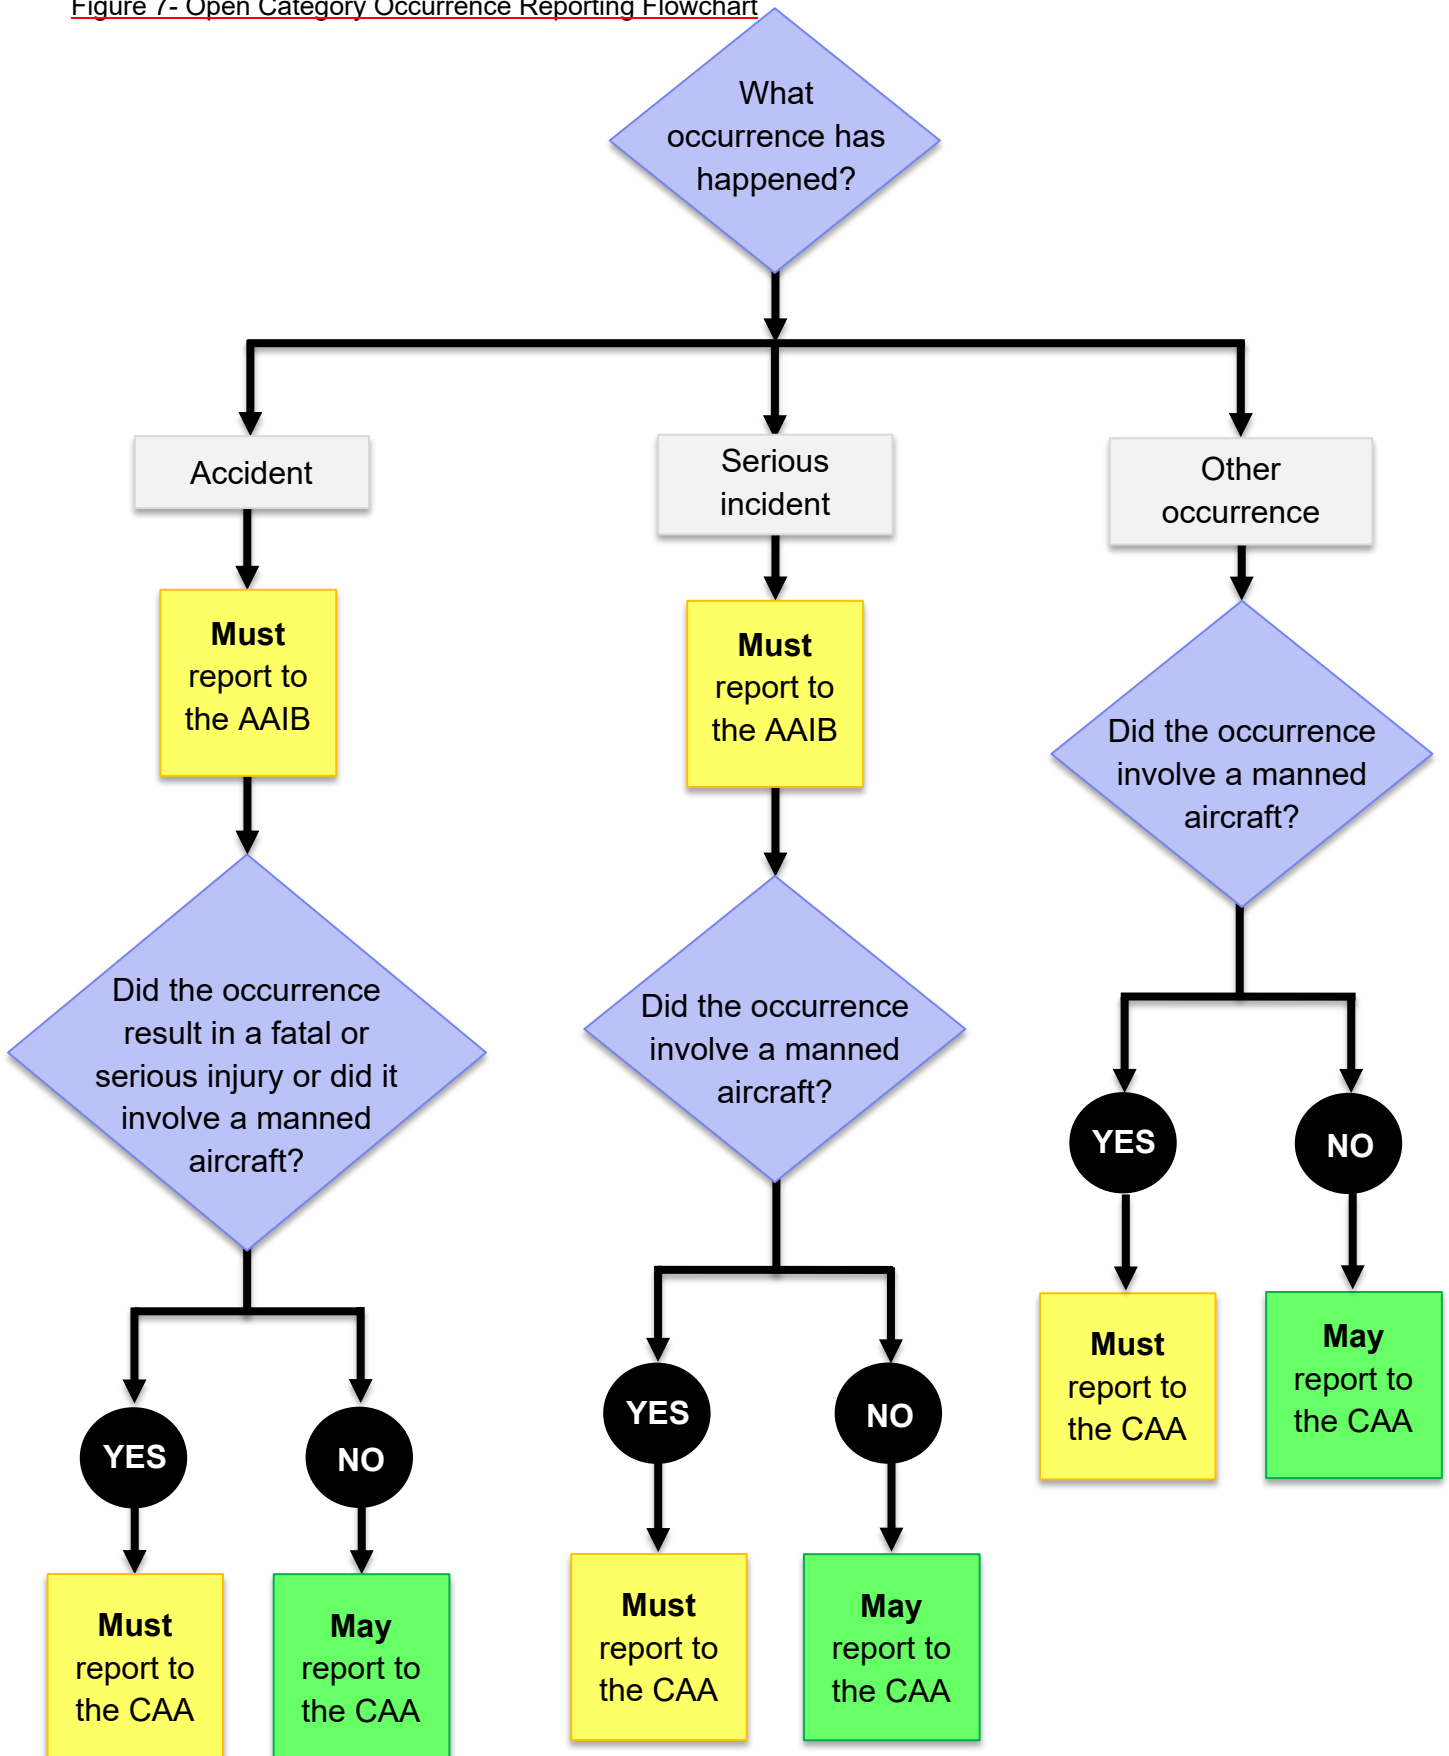 Figure 7- Open Category Occurrence Reporting Flowchart
What
occurrence has
happened?
Accident
Serious
incident
Other
occurrence
Must
report to
the AAIB
Must
report to
the AAIB
Did the occurrence
involve a manned
aircraft?
Did the occurrence
result in a fatal or
serious injury or did it
involve a manned
aircraft?
Did the occurrence
involve a manned
aircraft?
YES
NO
YES
NO
YES
NO
Must
report to
the CAA
May
report to
the CAA
Must
report to
the CAA
May
report to
the CAA
Must
report to
the CAA
May
report to
the CAA